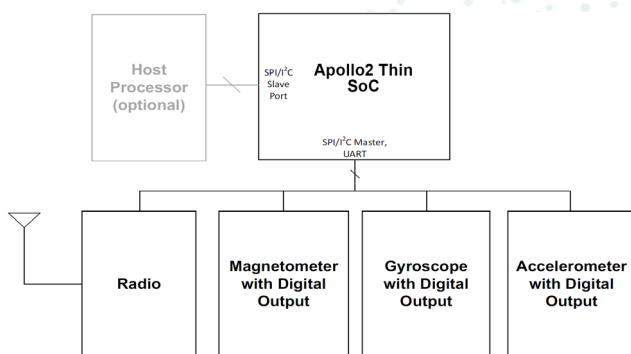 Host
Processor
(optional)
SPI/I²C
Slave
Port
Apollo2 Thin
SoC
SPI/I²C Master,
UART
Radio
Magnetometer
with Digital
Output
Gyroscope
with Digital
Output
Accelerometer
with Digital
Output